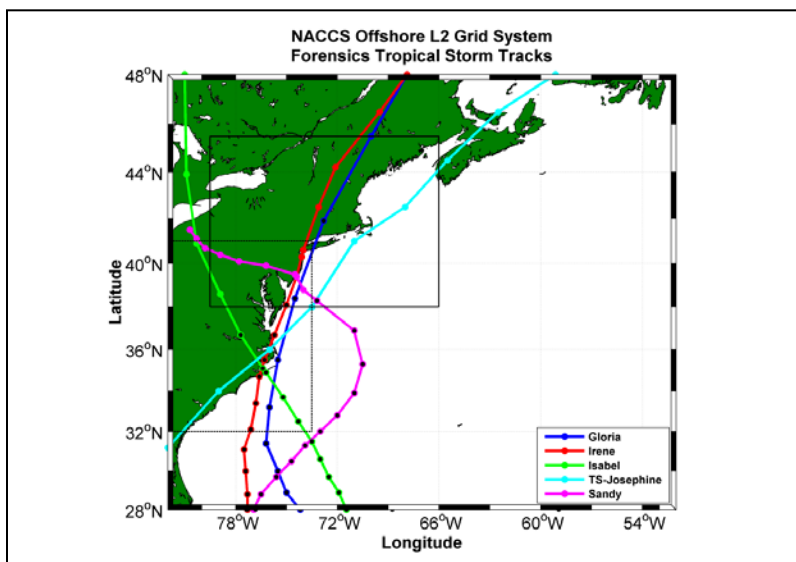 NACCS Offshore L2 Grid System
Forensics Tropical Storm Tracks
48°N
44°N
40°N
36°N
32°N
28°N
Latitude
78°W
72°W
66°W
60°W
54°W
Longitude
Gloria
Irene
Isabel
TS-Josephine
Sandy